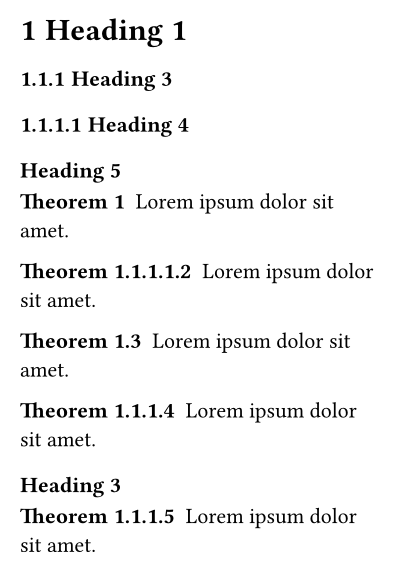 1 Heading 1
1.1.1 Heading 3
1.1.1.1 Heading 4
Heading 5
Theorem 1 Lorem ipsum dolor sit
amet.
Theorem 1.1.1.1.2 Lorem ipsum dolor
sit amet.
Theorem 1.3 Lorem ipsum dolor sit
amet.
Theorem 1.1.1.4 Lorem ipsum dolor
sit amet.
Heading 3
Theorem 1.1.1.5 Lorem ipsum dolor
sit amet.